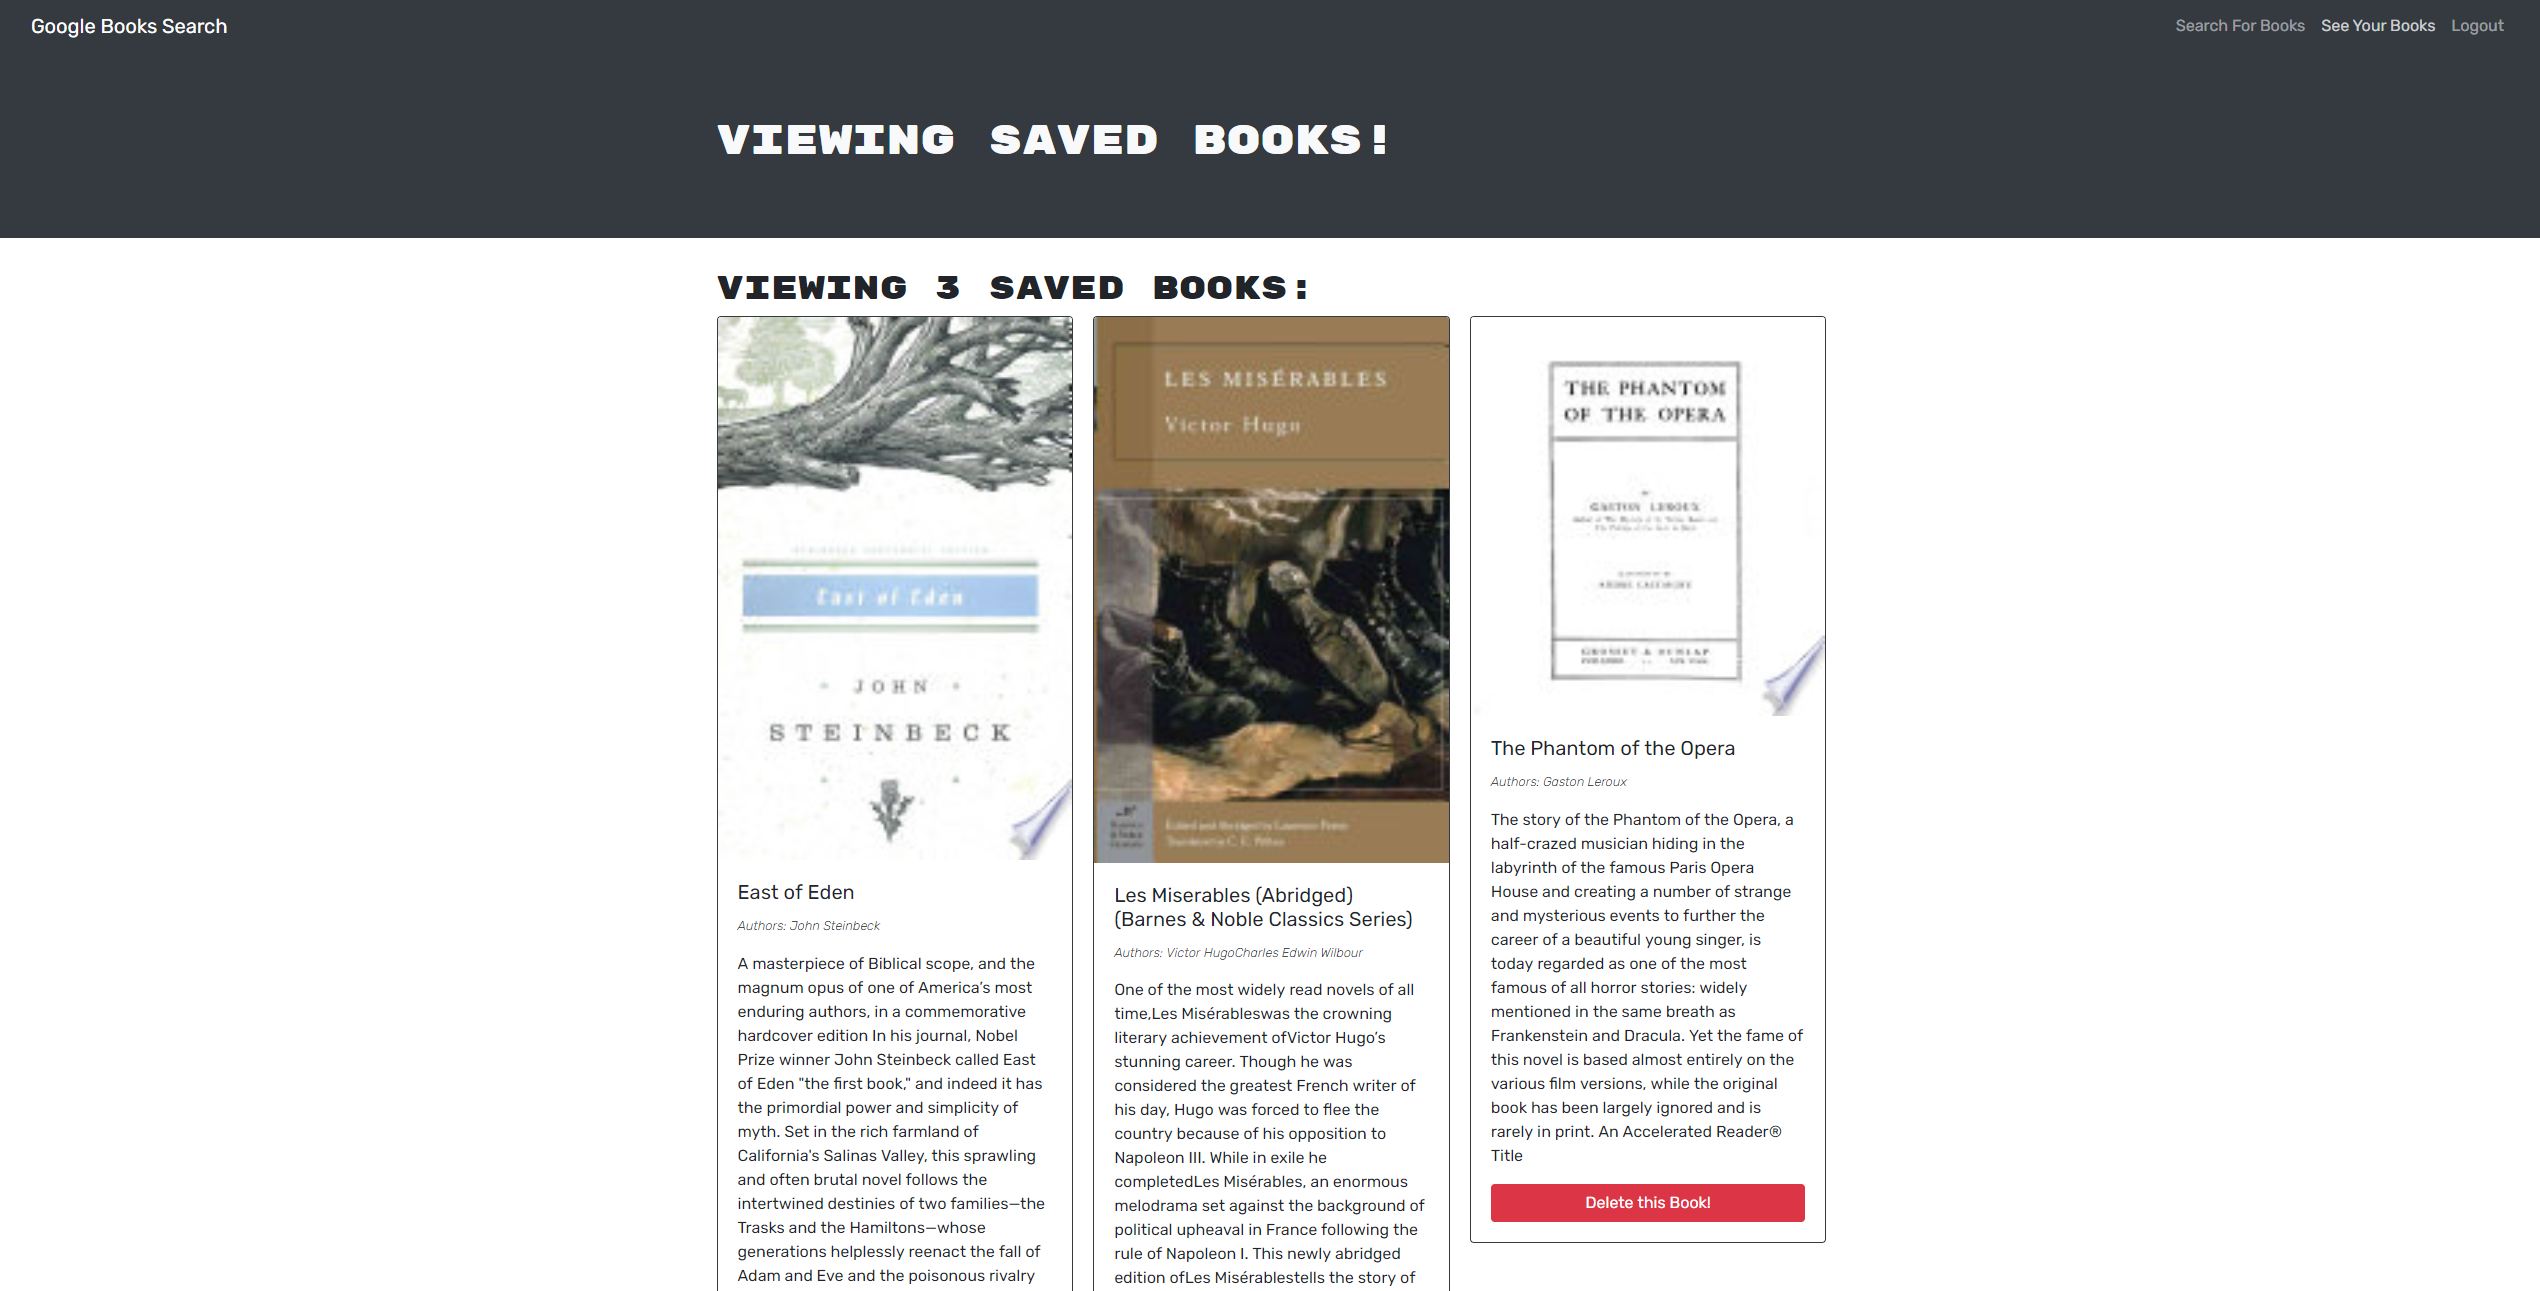 Google Books Search
Search For Books See Your Books Logout
VIEWING SAVED BOOKS!
VIEWING 3 SAVED BOOKS:
East of Eden
JOHN
STEINBECK
East of Eden
Authors: John Steinbeck
A masterpiece of Biblical scope, and the
magnum opus of one of America’s most
enduring authors, in a commemorative
hardcover edition In his journal, Nobel
Prize winner John Steinbeck called East
of Eden "the first book," and indeed it has
the primordial power and simplicity of
myth. Set in the rich farmland of
California's Salinas Valley, this sprawling
and often brutal novel follows the
intertwined destinies of two families—the
Trasks and the Hamiltons—whose
generations helplessly reenact the fall of
Adam and Eve and the poisonous rivalry
LES MISÉRABLES
Victor Hugo
Les Miserables (Abridged)
(Barnes & Noble Classics Series)
Authors: Victor HugoCharles Edwin Wilbour
One of the most widely read novels of all
time,Les Misérableswas the crowning
literary achievement ofVictor Hugo’s
stunning career. Though he was
considered the greatest French writer of
his day, Hugo was forced to flee the
country because of his opposition to
Napoleon III. While in exile he
completedLes Misérables, an enormous
melodrama set against the background of
political upheaval in France following the
rule of Napoleon I. This newly abridged
edition ofLes Misérablestells the story of
THE PHANTOM
OF THE OPERA
GASTON LEROUX
The Phantom of the Opera
Authors: Gaston Leroux
The story of the Phantom of the Opera, a
half-crazed musician hiding in the
labyrinth of the famous Paris Opera
House and creating a number of strange
and mysterious events to further the
career of a beautiful young singer, is
today regarded as one of the most
famous of all horror stories: widely
mentioned in the same breath as
Frankenstein and Dracula. Yet the fame of
this novel is based almost entirely on the
various film versions, while the original
book has been largely ignored and is
rarely in print. An Accelerated Reader®
Title
Delete this Book!